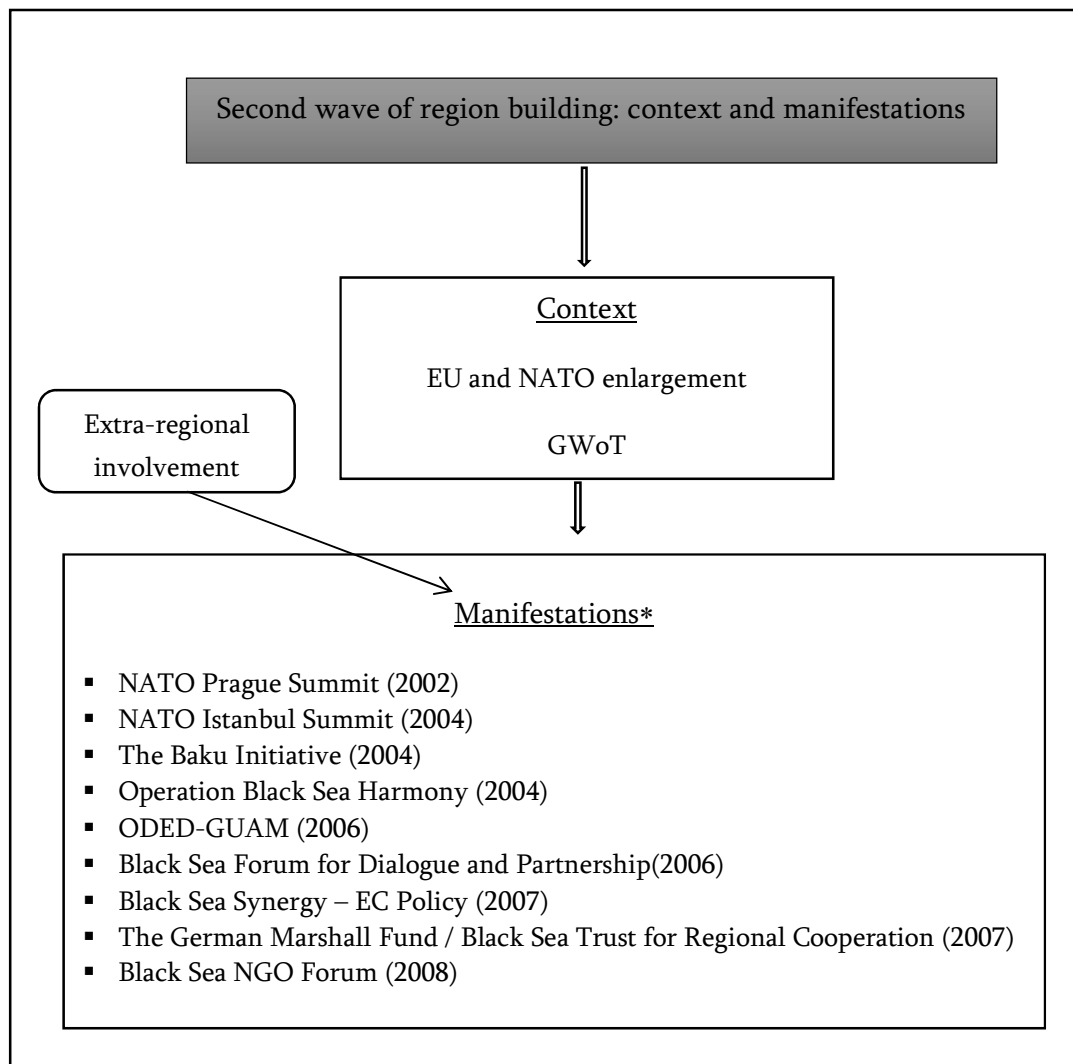 Second wave of region building: context and manifestations
Context
EU and NATO enlargement
GWoT
Extra-regional
involvement
Manifestations*
▪ NATO Prague Summit (2002)
▪ NATO Istanbul Summit (2004)
▪ The Baku Initiative (2004)
▪ Operation Black Sea Harmony (2004)
▪ ODED-GUAM (2006)
▪ Black Sea Forum for Dialogue and Partnership(2006)
▪ Black Sea Synergy – EC Policy (2007)
▪ The German Marshall Fund / Black Sea Trust for Regional Cooperation (2007)
▪ Black Sea NGO Forum (2008)